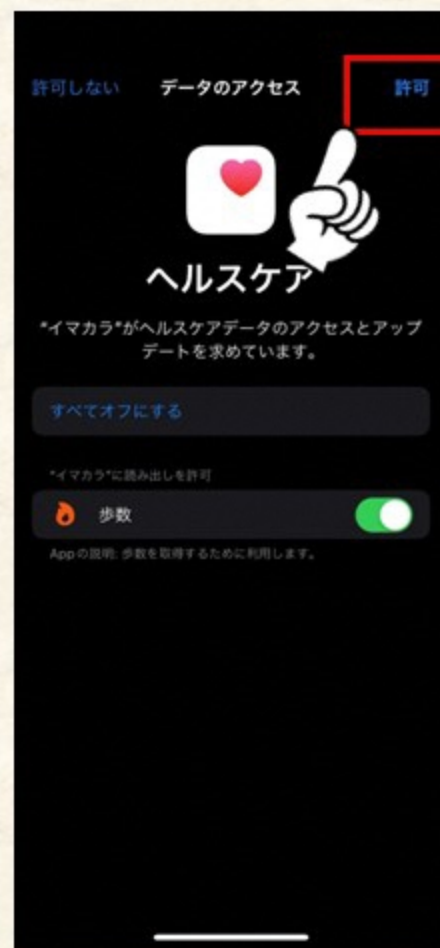 許可しない データのアクセス 許可
ヘルスケア
"イマカラ"がヘルスケアデータのアクセスとアップ
デートを求めています。
すべてオフにする
"イマカラ"に読み出しを許可
歩数
Appの説明: 歩数を取得するために利用します。